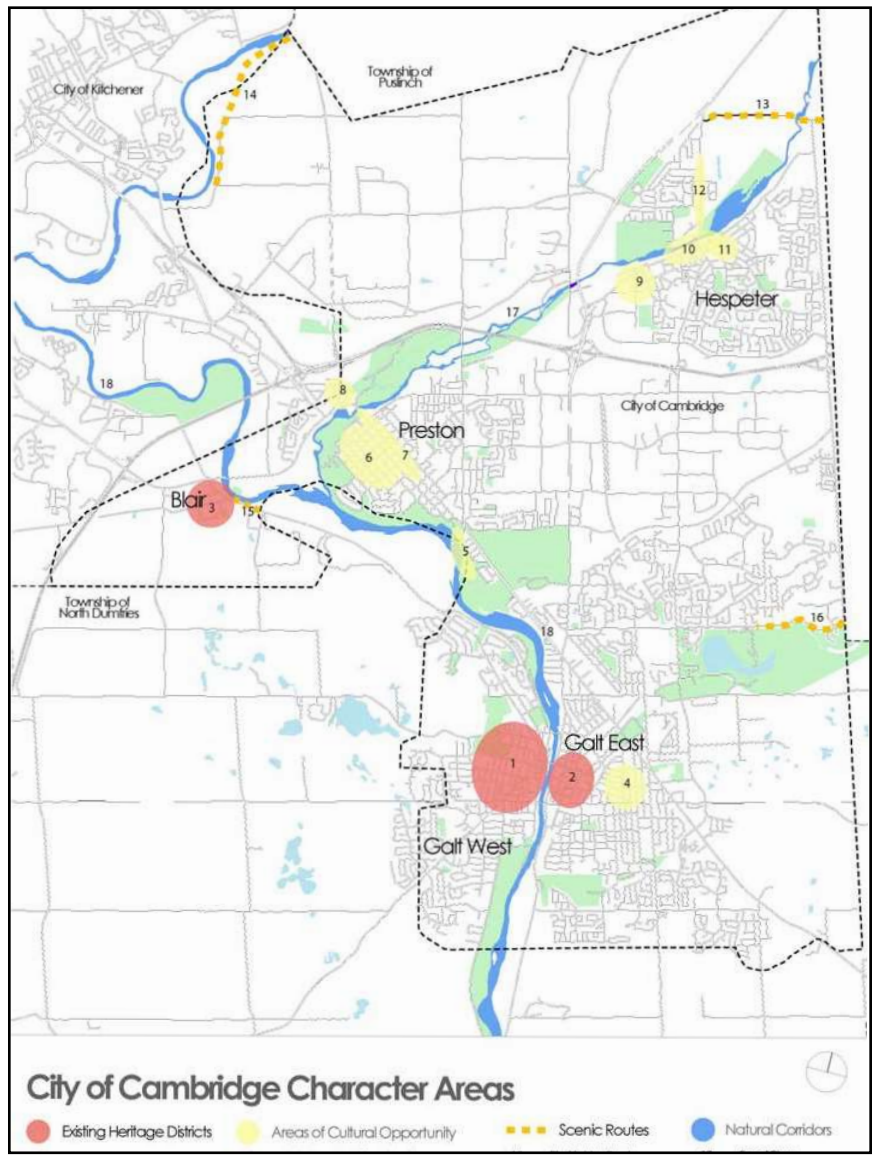 City of Kitchener
Township of
Puslinch
14
13
12
10
11
9
Hespeter
17
18
8
City of Cambridge
Preston
6
7
Blair
3
15
5
Township of
North Dumfries
16
18
Galt East
1
2
4
Galt West
City of Cambridge Character Areas
Existing Heritage Districts
Areas of Cultural Opportunity
Scenic Routes
Natural Corridors